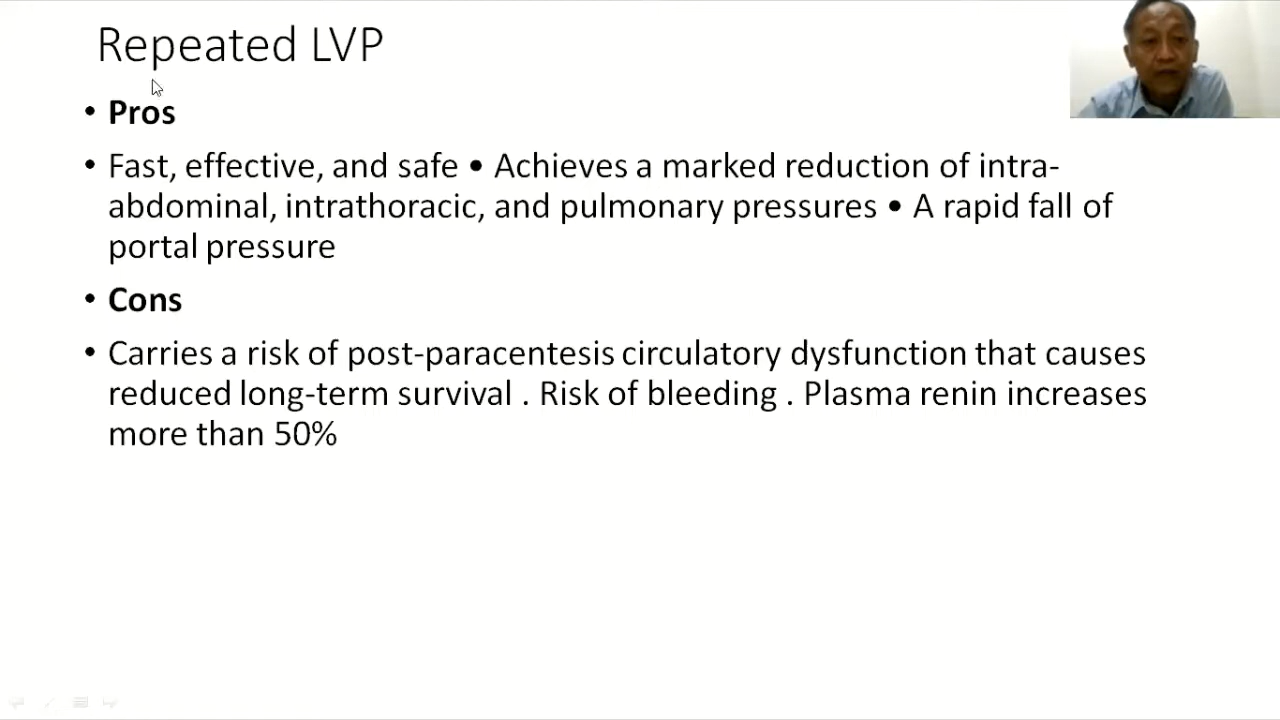 Repeated LVP
• Pros
• Fast, effective, and safe • Achieves a marked reduction of intra-
abdominal, intrathoracic, and pulmonary pressures • A rapid fall of
portal pressure
• Cons
• Carries a risk of post-paracentesis circulatory dysfunction that causes
reduced long-term survival . Risk of bleeding . Plasma renin increases
more than 50%